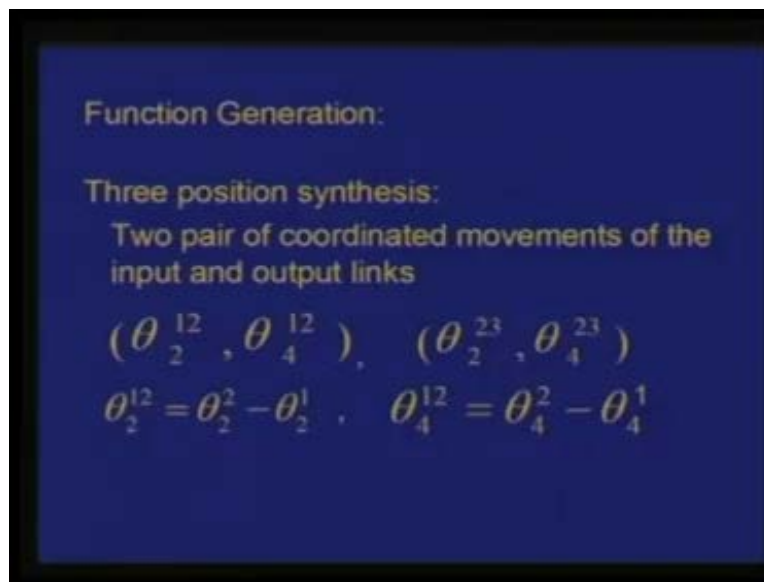 Function Generation:
Three position synthesis:
Two pair of coordinated movements of the
input and output links
(θ₂¹² , θ₄¹²) , (θ₂²³ , θ₄²³)
θ₂¹² = θ₂² − θ₂¹ , θ₄¹² = θ₄² − θ₄¹